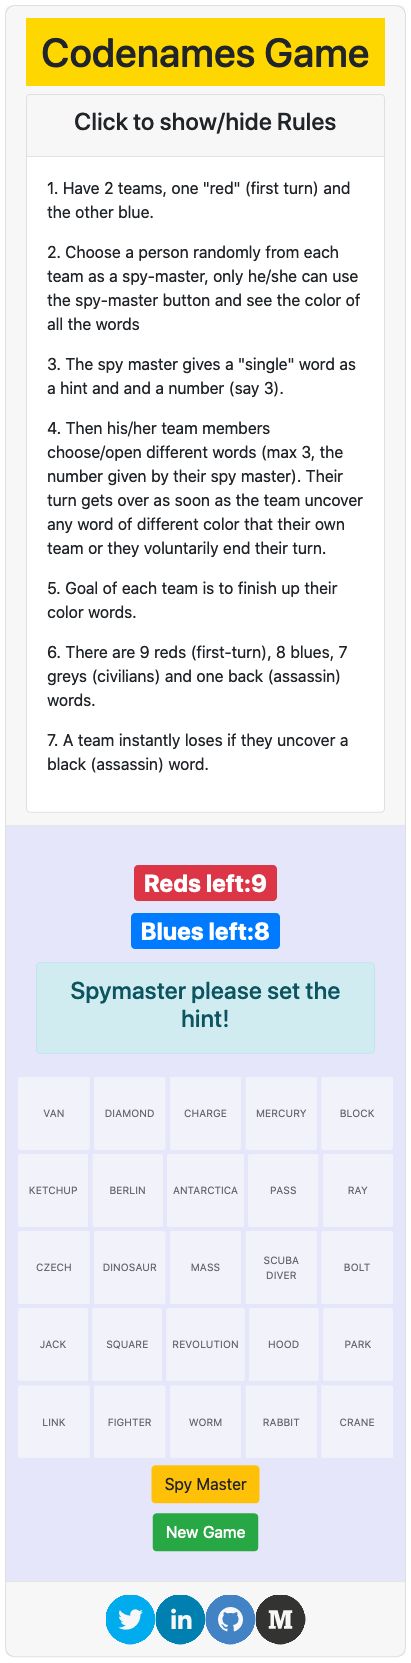 Codenames Game
Click to show/hide Rules
1. Have 2 teams, one "red" (first turn) and
the other blue.
2. Choose a person randomly from each
team as a spy-master, only he/she can use
the spy-master button and see the color of
all the words
3. The spy master gives a "single" word as
a hint and and a number (say 3).
4. Then his/her team members
choose/open different words (max 3, the
number given by their spy master). Their
turn gets over as soon as the team uncover
any word of different color that their own
team or they voluntarily end their turn.
5. Goal of each team is to finish up their
color words.
6. There are 9 reds (first-turn), 8 blues, 7
greys (civilians) and one back (assassin)
words.
7. A team instantly loses if they uncover a
black (assassin) word.
Reds left:9
Blues left:8
Spymaster please set the
hint!
VAN DIAMOND CHARGE MERCURY BLOCK
KETCHUP BERLIN ANTARCTICA PASS RAY
CZECH DINOSAUR MASS SCUBA DIVER BOLT
JACK SQUARE REVOLUTION HOOD PARK
LINK FIGHTER WORM RABBIT CRANE
Spy Master
New Game
in M